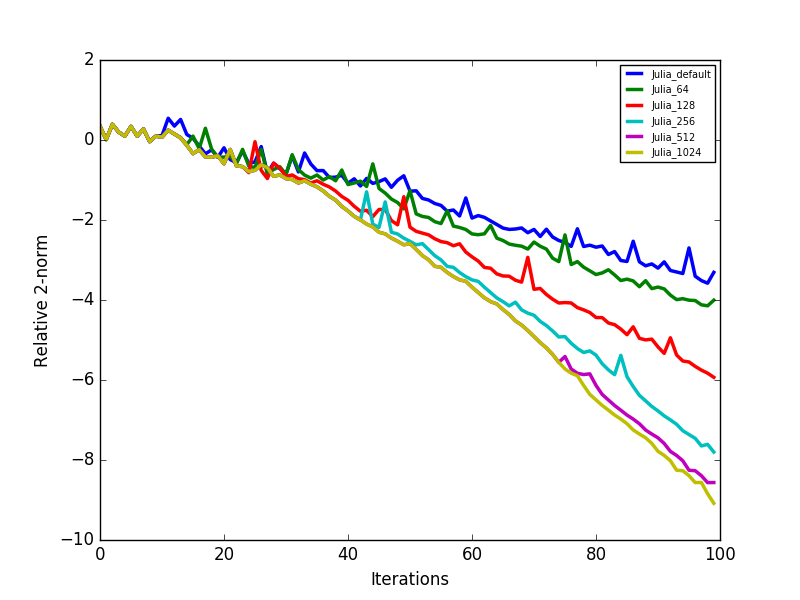 2
0
−2
−4
−6
−8
−10
0 20 40 60 80 100
Relative 2-norm
Iterations
Julia_default
Julia_64
Julia_128
Julia_256
Julia_512
Julia_1024